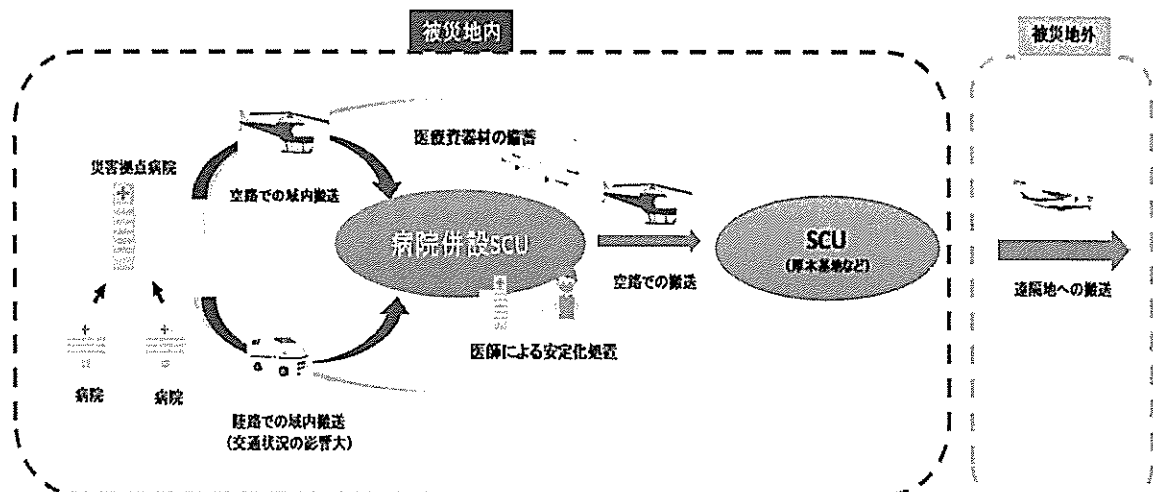 被災地内
被災地外
災害拠点病院
空路での域内搬送
医療資器材の備蓄
病院併設SCU
空路での搬送
SCU
(厚木基地など)
遠隔地への搬送
医師による安定化処置
病院
病院
陸路での域内搬送
(交通状況の影響大)